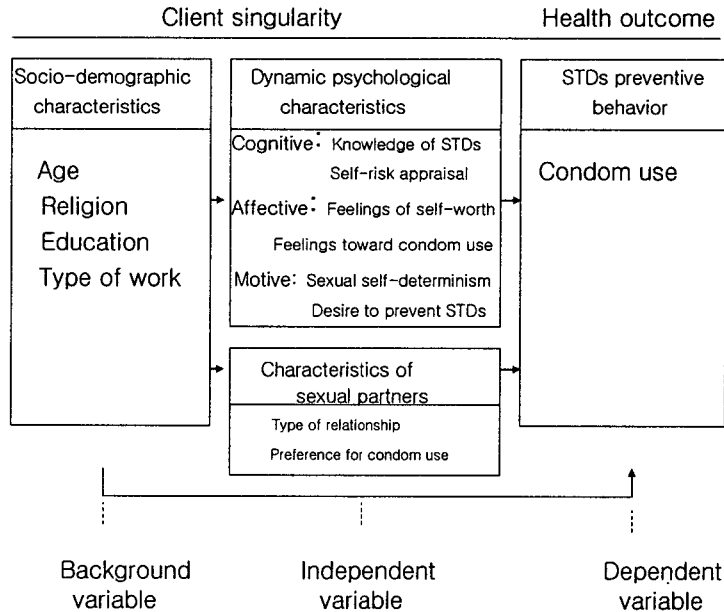 Client singularity
Health outcome
Socio-demographic
characteristics
Age
Religion
Education
Type of work
Dynamic psychological
characteristics
Cognitive: Knowledge of STDs
Self-risk appraisal
Affective: Feelings of self-worth
Feelings toward condom use
Motive: Sexual self-determinism
Desire to prevent STDs
Characteristics of
sexual partners
Type of relationship
Preference for condom use
STDs preventive
behavior
Condom use
Background
variable
Independent
variable
Dependent
variable